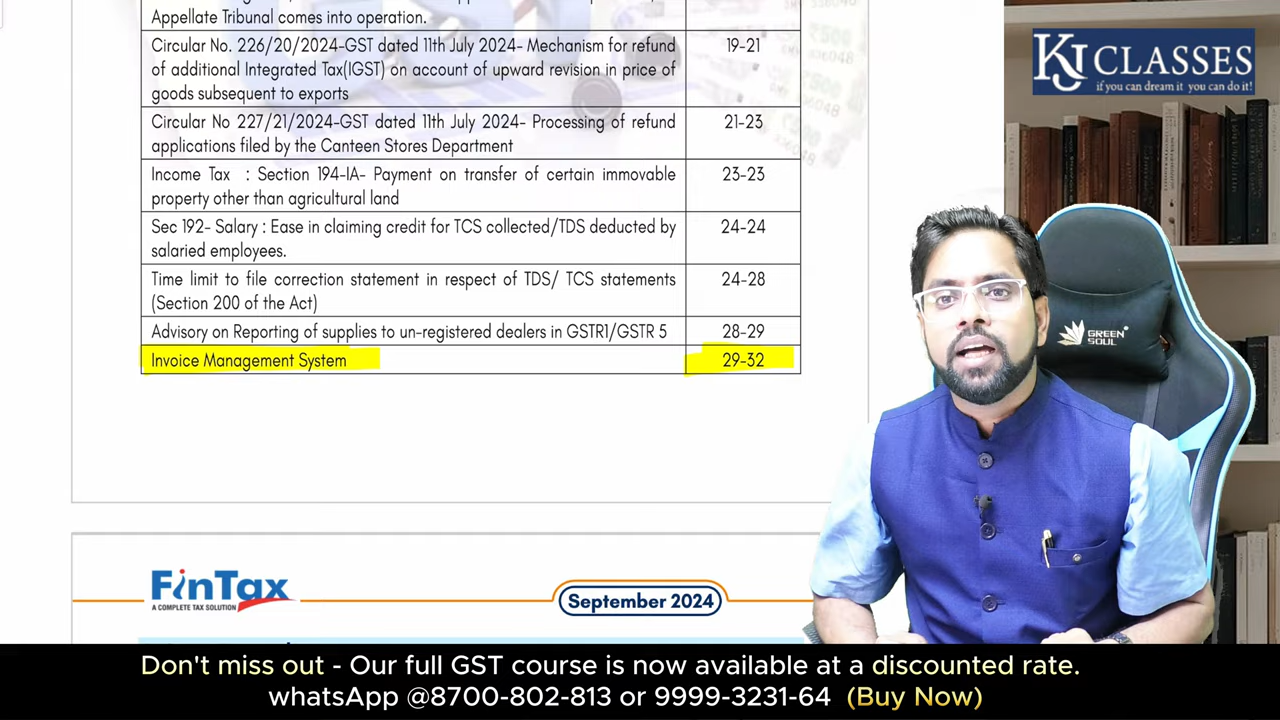 Appellate Tribunal comes into operation.
Circular No. 226/20/2024-GST dated 11th July 2024- Mechanism for refund
of additional Integrated Tax(IGST) on account of upward revision in price of
goods subsequent to exports
19-21
Circular No 227/21/2024-GST dated 11th July 2024- Processing of refund
applications filed by the Canteen Stores Department
21-23
Income Tax : Section 194-IA- Payment on transfer of certain immovable
property other than agricultural land
23-23
Sec 192- Salary : Ease in claiming credit for TCS collected/TDS deducted by
salaried employees.
24-24
Time limit to file correction statement in respect of TDS/ TCS statements
(Section 200 of the Act)
24-28
Advisory on Reporting of supplies to un-registered dealers in GSTR1/GSTR 5
28-29
Invoice Management System
29-32
FinTax
A COMPLETE TAX SOLUTION
September 2024
KJ CLASSES
if you can dream it you can do it!
GREEN
SOUL
Don't miss out - Our full GST course is now available at a discounted rate.
whatsApp @8700-802-813 or 9999-3231-64 (Buy Now)